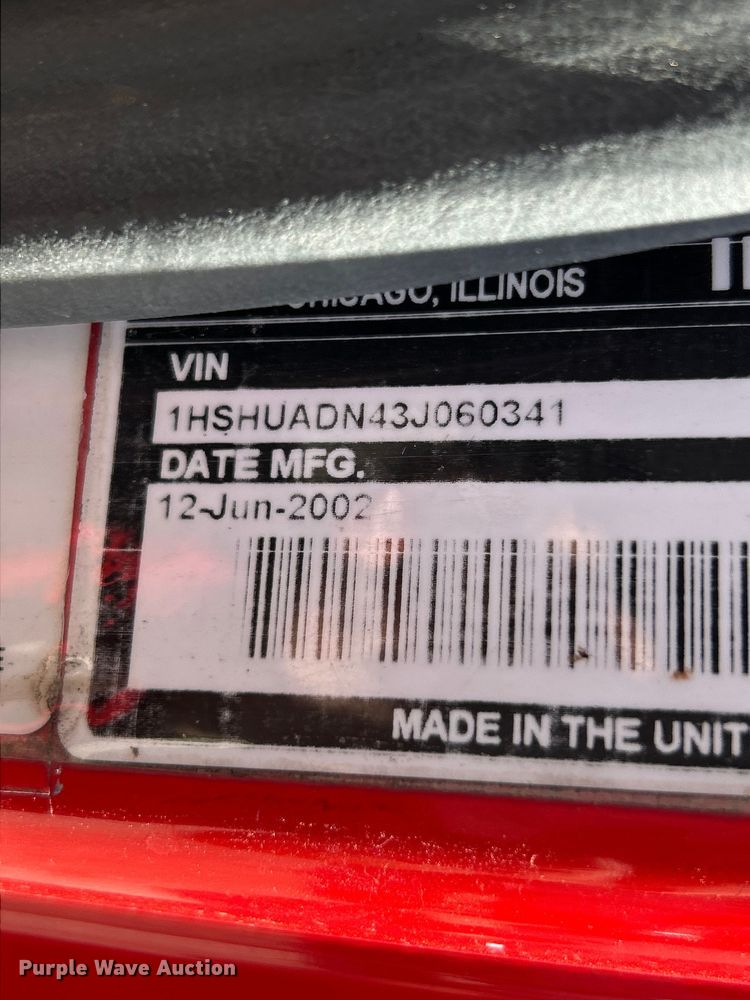 CHICAGO, ILLINOIS
VIN
1HSHUADN43J060341
DATE MFG.
12-Jun-2002
MADE IN THE UNIT
Purple Wave Auction